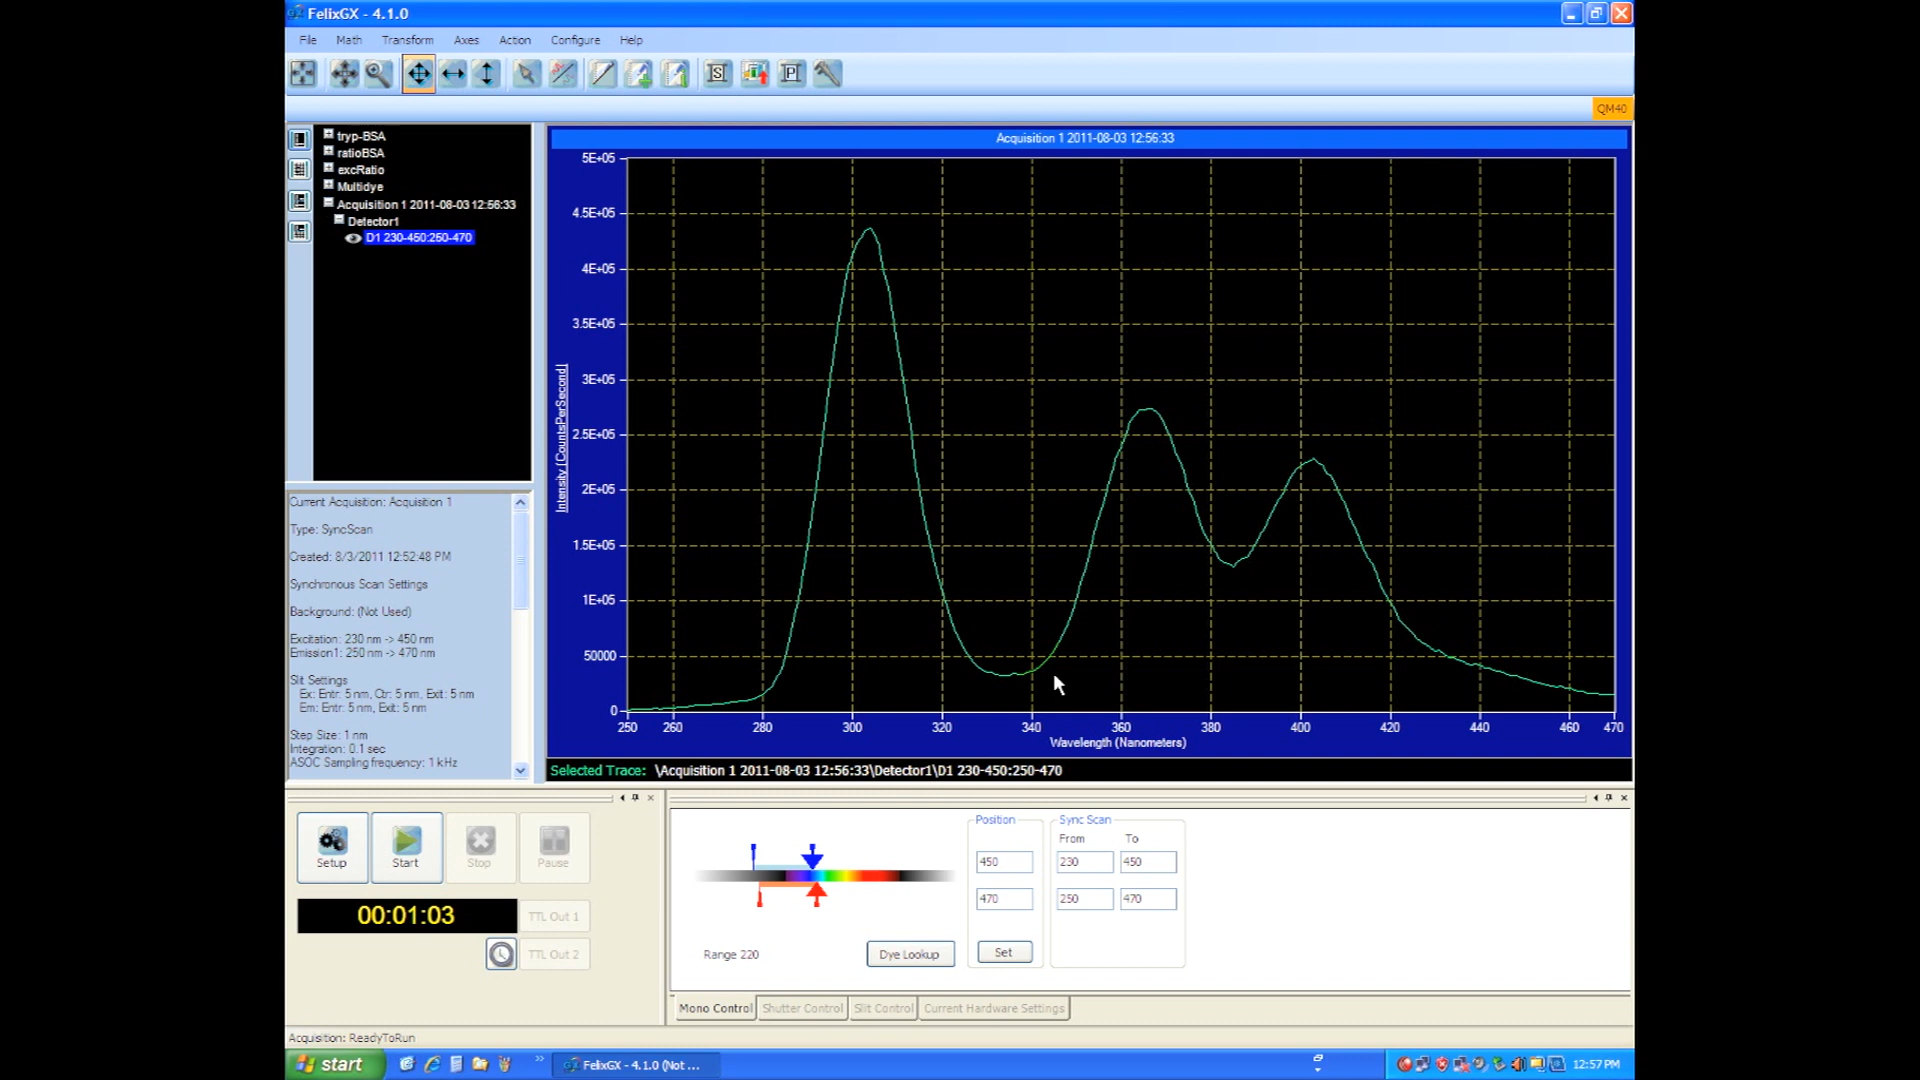 FelixGX - 4.1.0
File Math Transform Axes Action Configure Help
QM40
tryp-BSA
ratioBSA
excRatio
Multidye
Acquisition 1 2011-08-03 12:56:33
Detector1
D1 230-450:250-470
Current Acquisition: Acquisition 1
Type: SyncScan
Created: 8/3/2011 12:52:48 PM
Synchronous Scan Settings
Background: (Not Used)
Excitation: 230 nm -> 450 nm
Emission1: 250 nm -> 470 nm
Slit Settings
Ex: Entr: 5 nm, Ctr: 5 nm, Exit: 5 nm
Em: Entr: 5 nm, Exit: 5 nm
Step Size: 1 nm
Integration: 0.1 sec
ASOC Sampling frequency: 1 kHz
Acquisition 1 2011-08-03 12:56:33
5E+05
4.5E+05
4E+05
3.5E+05
3E+05
2.5E+05
2E+05
1.5E+05
1E+05
50000
0
Intensity (CountsPerSecond)
250 260 280 300 320 340 360 380 400 420 440 460 470
Wavelength (Nanometers)
Selected Trace: \Acquisition 1 2011-08-03 12:56:33\Detector1\D1 230-450:250-470
Setup Start Stop Pause
00:01:03
TTL Out 1
TTL Out 2
Range 220
Dye Lookup
Position
450
470
Set
Sync Scan
From To
230 450
250 470
Mono Control Shutter Control Slit Control Current Hardware Settings
Acquisition: ReadyToRun
start
FelixGX - 4.1.0 (Not ...
12:57 PM